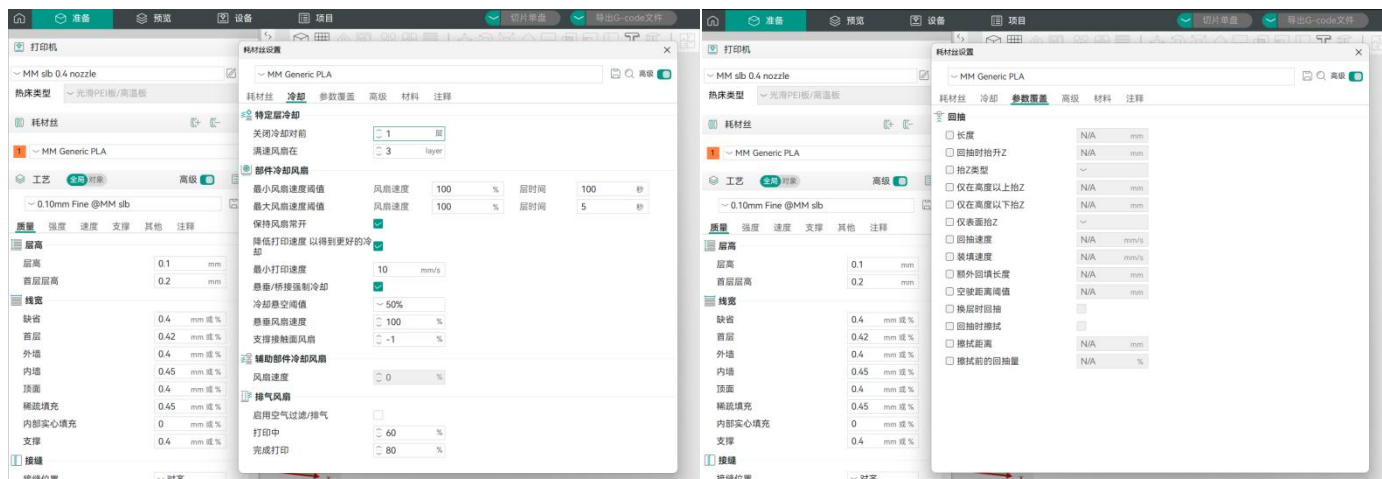 准备
预览
设备
项目
切片单盘
导出G-code文件
打印机
MM slb 0.4 nozzle
热床类型
光滑PEI板/高温板
耗材丝
1
MM Generic PLA
工艺
全局
对象
高级
0.10mm Fine @MM slb
质量 强度 速度 支撑 其他 注释
层高
层高 0.1 mm
首层层高 0.2 mm
线宽
缺省 0.4 mm 或 %
首层 0.42 mm 或 %
外墙 0.4 mm 或 %
内墙 0.45 mm 或 %
顶面 0.4 mm 或 %
稀疏填充 0.45 mm 或 %
内部实心填充 0 mm 或 %
支撑 0.4 mm 或 %
接缝
接缝位置 对齐
耗材丝设置
MM Generic PLA
高级
耗材丝 冷却 参数覆盖 高级 材料 注释
特定层冷却
关闭冷却对前 1 层
满速风扇在 3 layer
部件冷却风扇
最小风扇速度阈值 风扇速度 100 % 层时间 100 秒
最大风扇速度阈值 风扇速度 100 % 层时间 5 秒
保持风扇常开
降低打印速度 以得到更好的冷
却
最小打印速度 10 mm/s
悬垂/桥接强制冷却
冷却悬空阈值 50%
悬垂风扇速度 100 %
支撑接触面风扇 -1 %
辅助部件冷却风扇
风扇速度 0 %
排气风扇
启用空气过滤/排气
打印中 60 %
完成打印 80 %
准备
预览
设备
项目
切片单盘
导出G-code文件
打印机
MM slb 0.4 nozzle
热床类型
光滑PEI板/高温板
耗材丝
1
MM Generic PLA
工艺
全局
对象
高级
0.10mm Fine @MM slb
质量 强度 速度 支撑 其他 注释
层高
层高 0.1 mm
首层层高 0.2 mm
线宽
缺省 0.4 mm 或 %
首层 0.42 mm 或 %
外墙 0.4 mm 或 %
内墙 0.45 mm 或 %
顶面 0.4 mm 或 %
稀疏填充 0.45 mm 或 %
内部实心填充 0 mm 或 %
支撑 0.4 mm 或 %
接缝
接缝位置 对齐
耗材丝设置
MM Generic PLA
高级
耗材丝 冷却 参数覆盖 高级 材料 注释
回抽
长度 N/A mm
回抽时抬升Z N/A mm
抬Z类型
仅在高度以上抬Z N/A mm
仅在高度以下抬Z N/A mm
仅表面抬Z
回抽速度 N/A mm/s
装填速度 N/A mm/s
额外回填长度 N/A mm
空驶距离阈值 N/A mm
换层时回抽
回抽时擦拭
擦拭距离 N/A mm
擦拭前的回抽量 N/A %